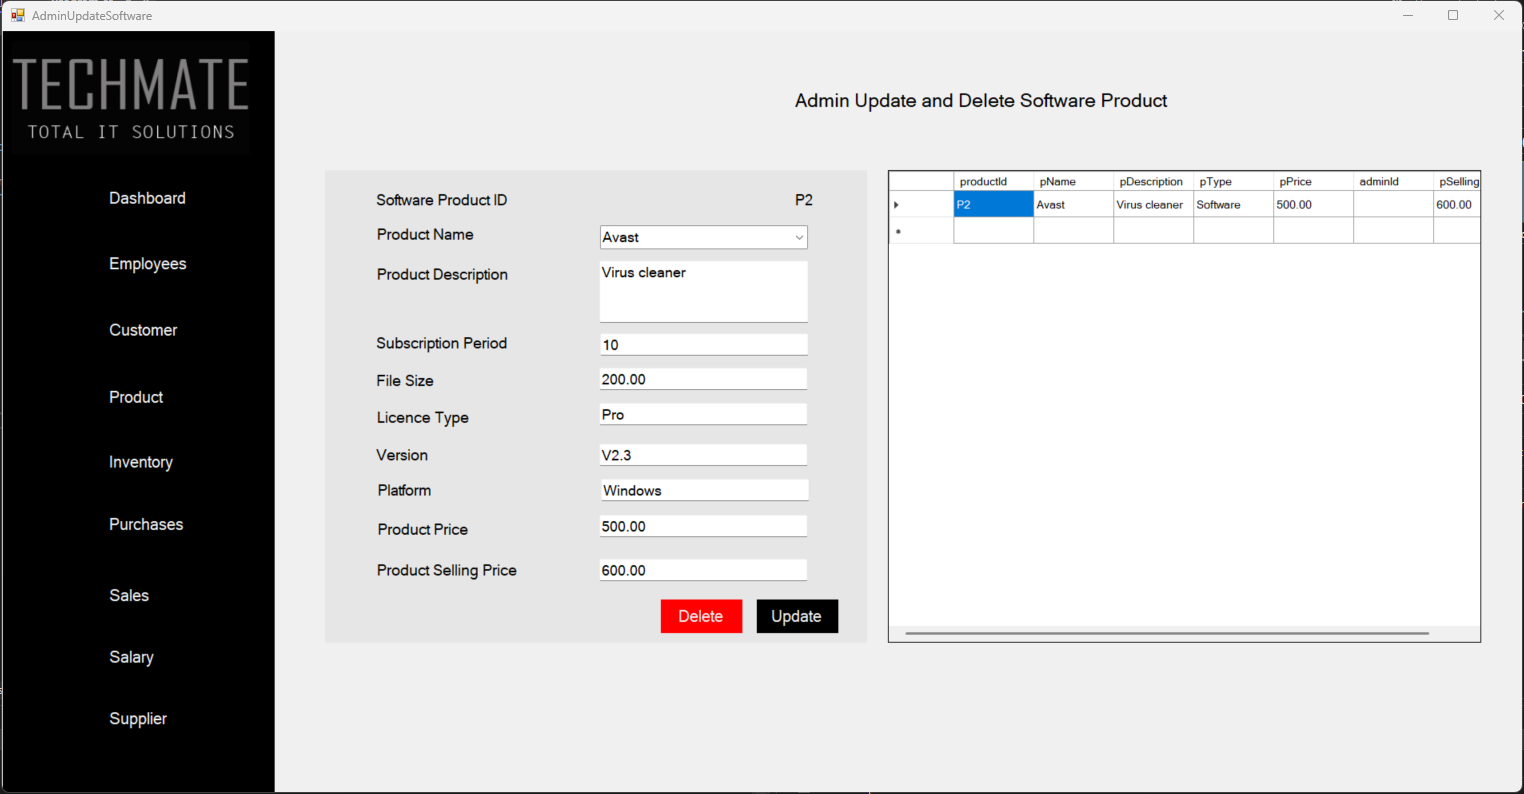 AdminUpdateSoftware
TECHMATE
TOTAL IT SOLUTIONS
Dashboard
Employees
Customer
Product
Inventory
Purchases
Sales
Salary
Supplier
Admin Update and Delete Software Product
Software Product ID P2
Product Name Avast
Product Description Virus cleaner
Subscription Period 10
File Size 200.00
Licence Type Pro
Version V2.3
Platform Windows
Product Price 500.00
Product Selling Price 600.00
Delete Update
productId pName pDescription pType pPrice adminId pSelling
P2 Avast Virus cleaner Software 500.00 600.00